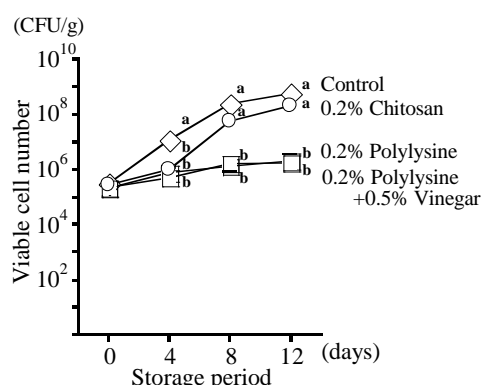 (CFU/g)
10^10
10^8
10^6
10^4
10^2
Viable cell number
a
a
a
Control
a
a
0.2% Chitosan
b
b
b
b
0.2% Polylysine
b
b
b
0.2% Polylysine
+0.5% Vinegar
0
4
8
12
(days)
Storage period